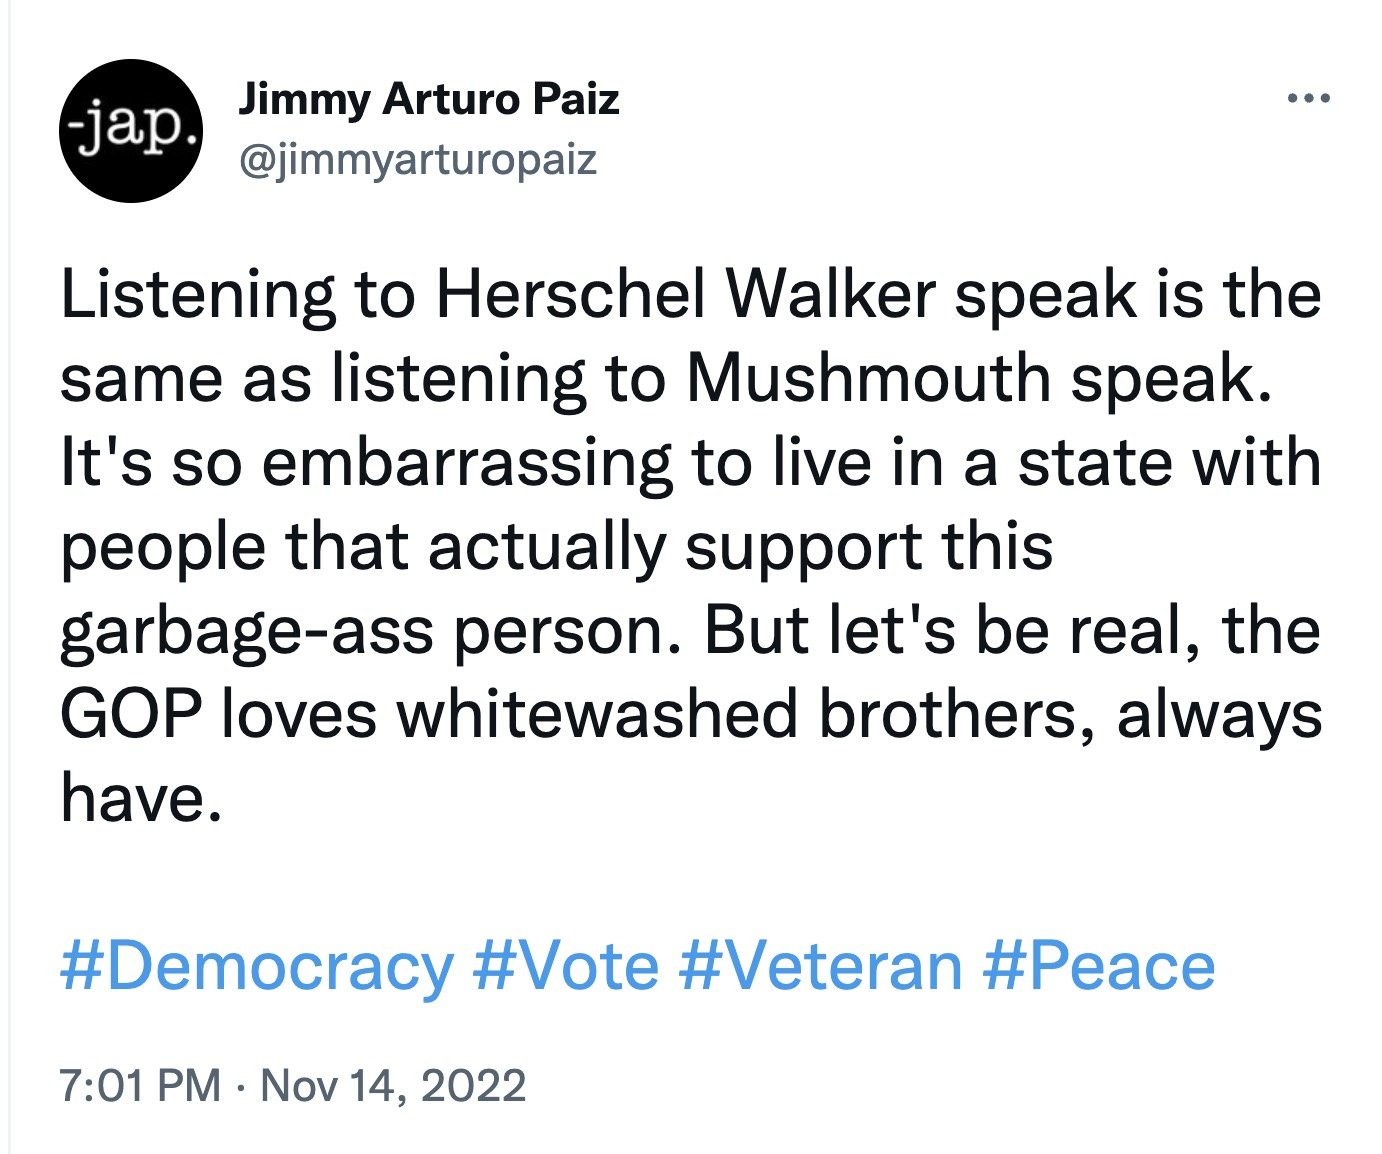 -jap.
Jimmy Arturo Paiz
@jimmyarturopaiz
Listening to Herschel Walker speak is the
same as listening to Mushmouth speak.
It's so embarrassing to live in a state with
people that actually support this
garbage-ass person. But let's be real, the
GOP loves whitewashed brothers, always
have.
#Democracy #Vote #Veteran #Peace
7:01 PM · Nov 14, 2022